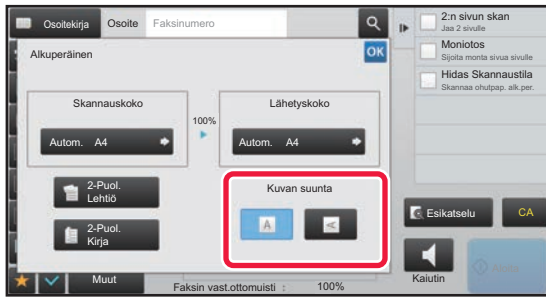 Osoitekirja
Osoite
Faksinumero
2:n sivun skan
Jaa 2 sivulle
Moniotos
Sijoita monta sivua sivulle
Hidas Skannaustila
Skannaa ohutpap. alk.per.
Alkuperäinen
OK
Skannauskoko
100%
Lähetyskoko
Autom. A4
Autom. A4
2-Puol.
Lehtiö
2-Puol.
Kirja
Kuvan suunta
A
A
Esikatselu
CA
Muut
Faksin vast.ottomuisti : 100%
Kaiutin
Aloita